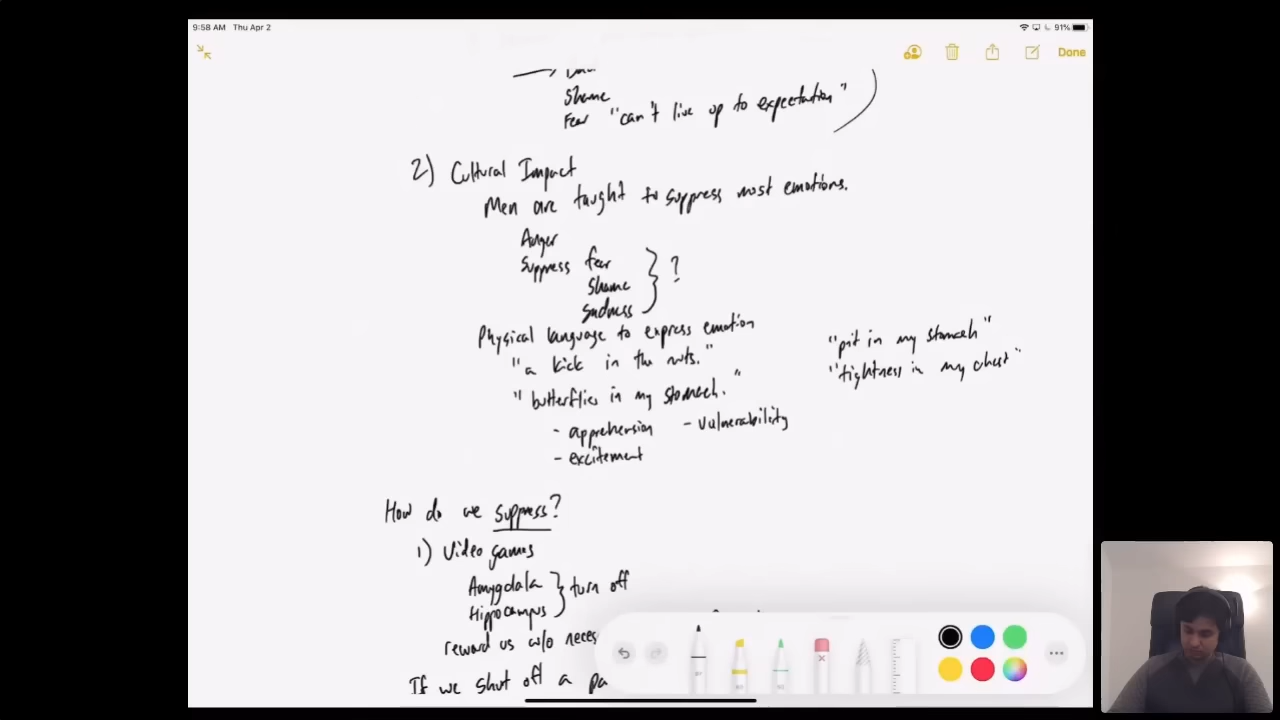 9:58 AM Thu Apr 2
91%
Done
Shame
Fear "can't live up to expectation"
2) Cultural Impact
Men are taught to suppress most emotions.
Anger
Suppress fear
Shame
Sadness
} ?
Physical language to express emotion
"a kick in the nuts."
"pit in my stomach"
"tightness in my chest"
"butterflies in my stomach."
- apprehension - vulnerability
- excitement
How do we suppress?
1) Video games
Amygdala
Hippocampus
} turn off
reward us w/o
If we shut off a